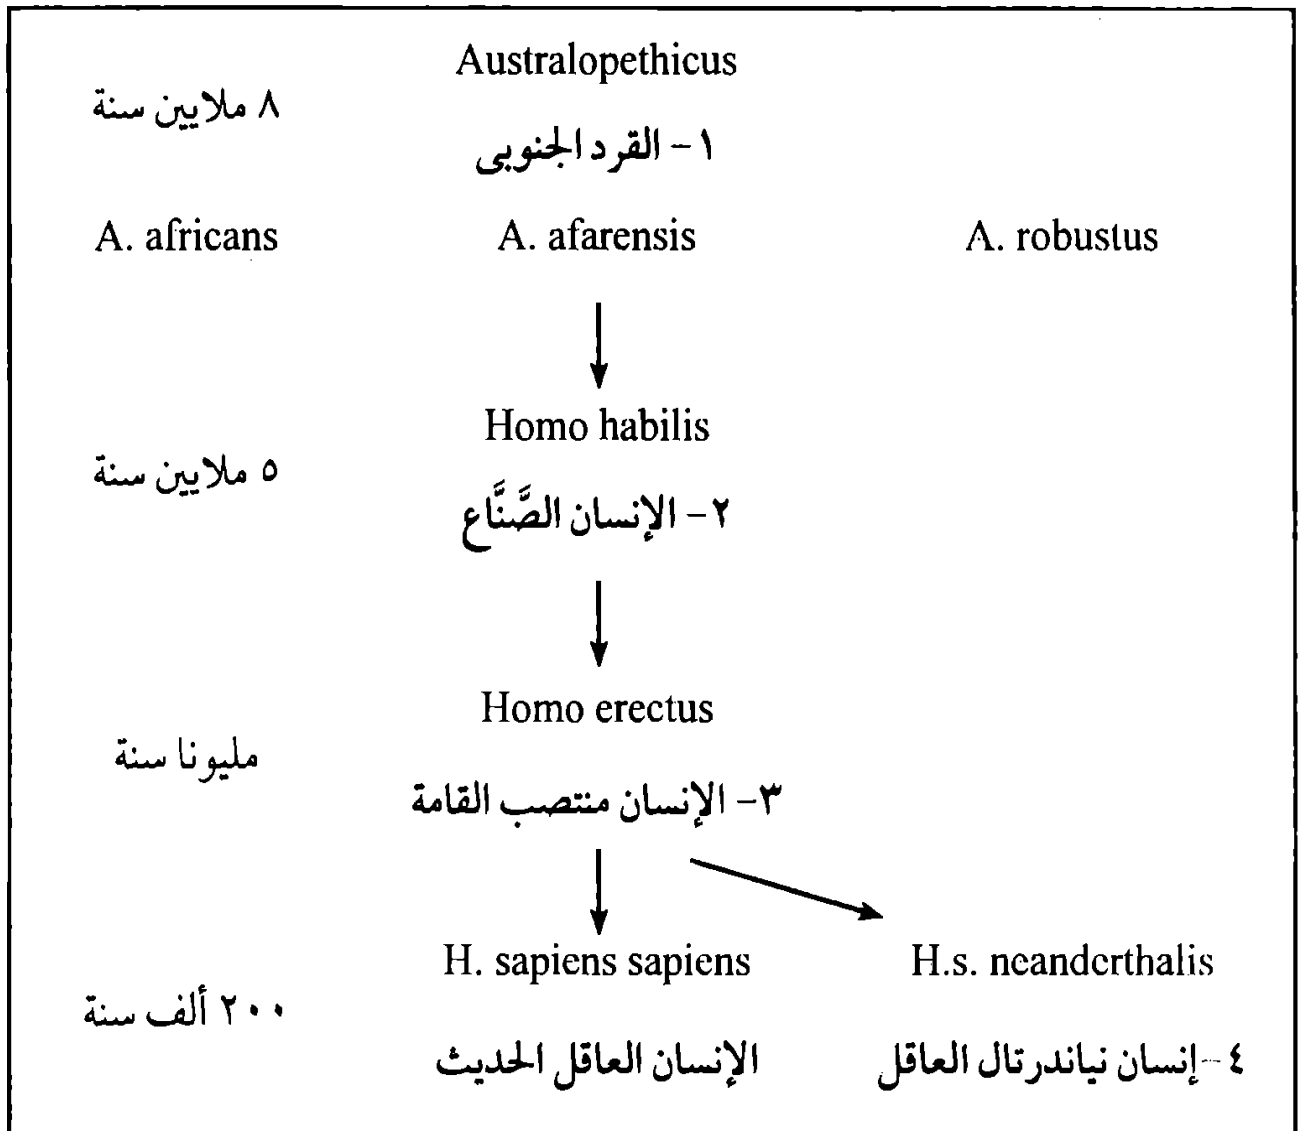 Australopethicus
٨ ملايين سنة
١ - القرد الجنوبى
A. africans A. afarensis A. robustus
Homo habilis
٥ ملايين سنة
٢ - الإنسان الصَّنَّاع
Homo erectus
مليونا سنة
٣- الإنسان منتصب القامة
H. sapiens sapiens H.s. neanderthalis
٢٠٠ ألف سنة
الإنسان العاقل الحديث ٤ -إنسان نياندرتال العاقل